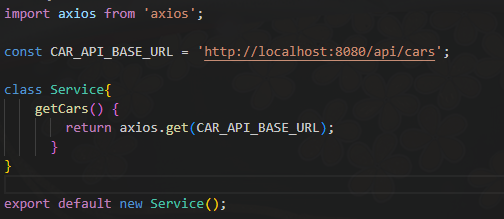 import axios from 'axios';
const CAR_API_BASE_URL = 'http://localhost:8080/api/cars';
class Service{
getCars() {
return axios.get(CAR_API_BASE_URL);
}
}
export default new Service();